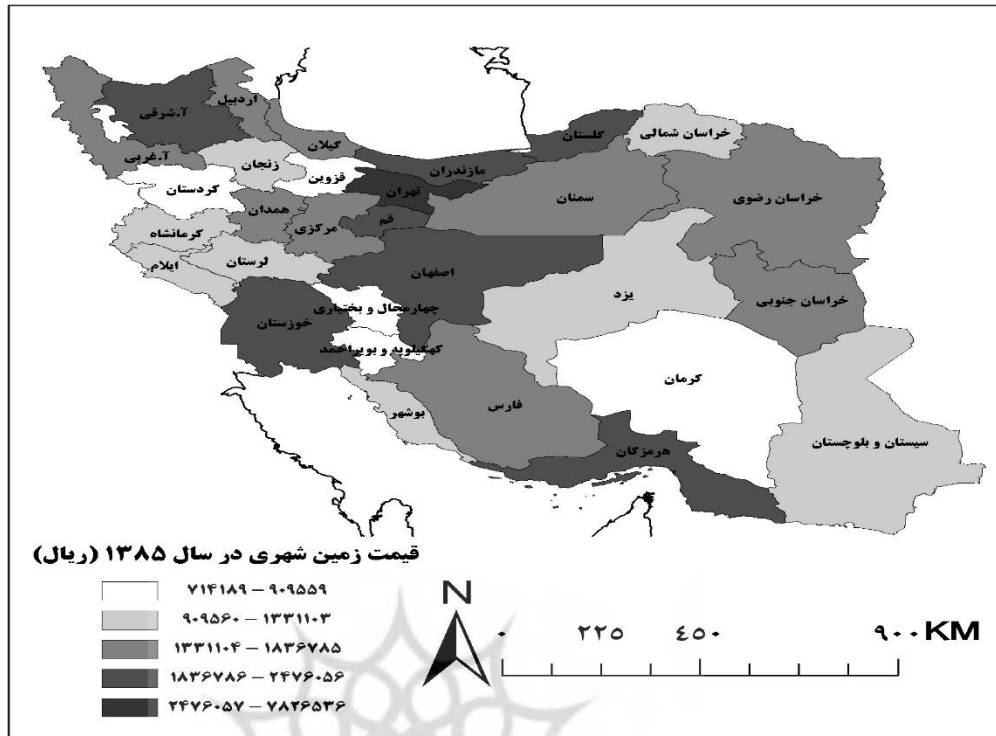 اردبیل
آ.شرقی
گیلان
آ.غربی
زنجان
قزوین
کردستان
همدان
کرمانشاه
ایلام
لرستان
مرکزی
تهران
قم
مازندران
گلستان
خراسان شمالی
خراسان رضوی
سمنان
اصفهان
یزد
خراسان جنوبی
خوزستان
چهارمحال و بختیاری
کهگیلویه و بویراحمد
کرمان
فارس
بوشهر
هرمزگان
سیستان و بلوچستان
قیمت زمین شهری در سال ۱۳۸۵ (ریال)
۷۱۴۱۸۹ – ۹۰۹۵۵۹
۹۰۹۵۶۰ – ۱۳۳۱۱۰۳
۱۳۳۱۱۰۴ – ۱۸۳۶۷۸۵
۱۸۳۶۷۸۶ – ۲۴۷۶۰۵۶
۲۴۷۶۰۵۷ – ۷۸۲۶۵۳۶
N
۰ ۲۲۵ ۴۵۰ ۹۰۰ KM